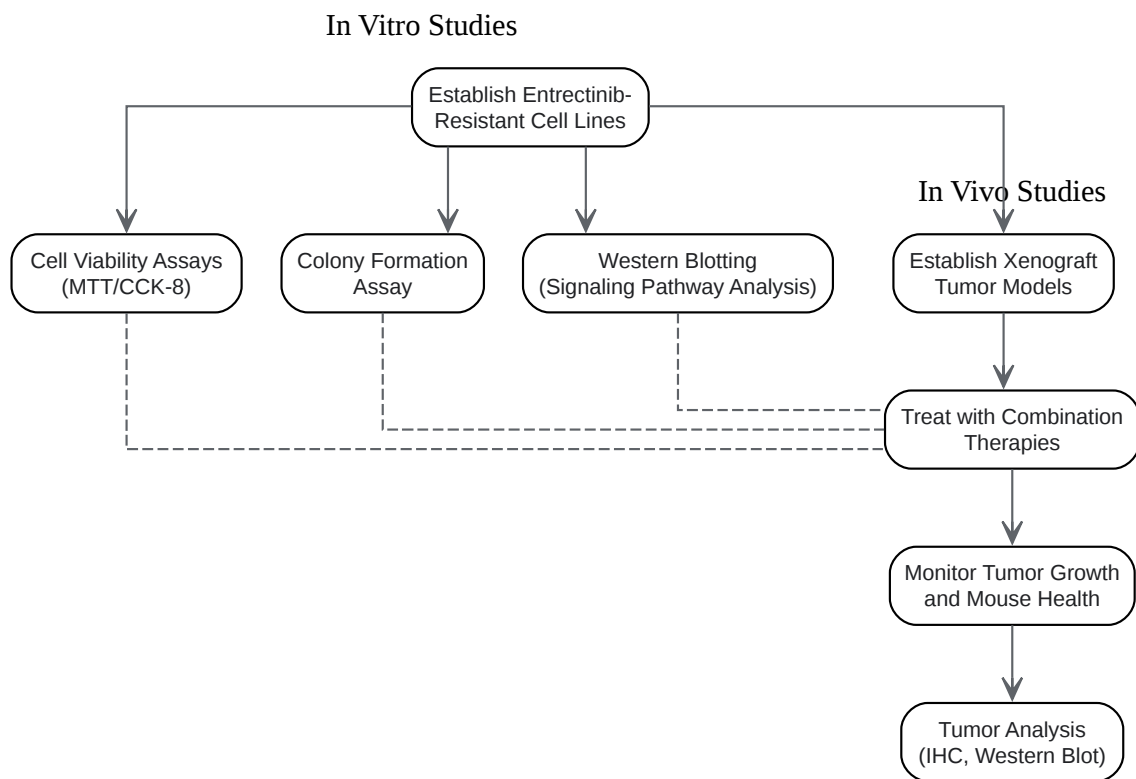 In Vitro Studies
Establish Entrectinib-
Resistant Cell Lines
In Vivo Studies
Cell Viability Assays
(MTT/CCK-8)
Colony Formation
Assay
Western Blotting
(Signaling Pathway Analysis)
Establish Xenograft
Tumor Models
Treat with Combination
Therapies
Monitor Tumor Growth
and Mouse Health
Tumor Analysis
(IHC, Western Blot)